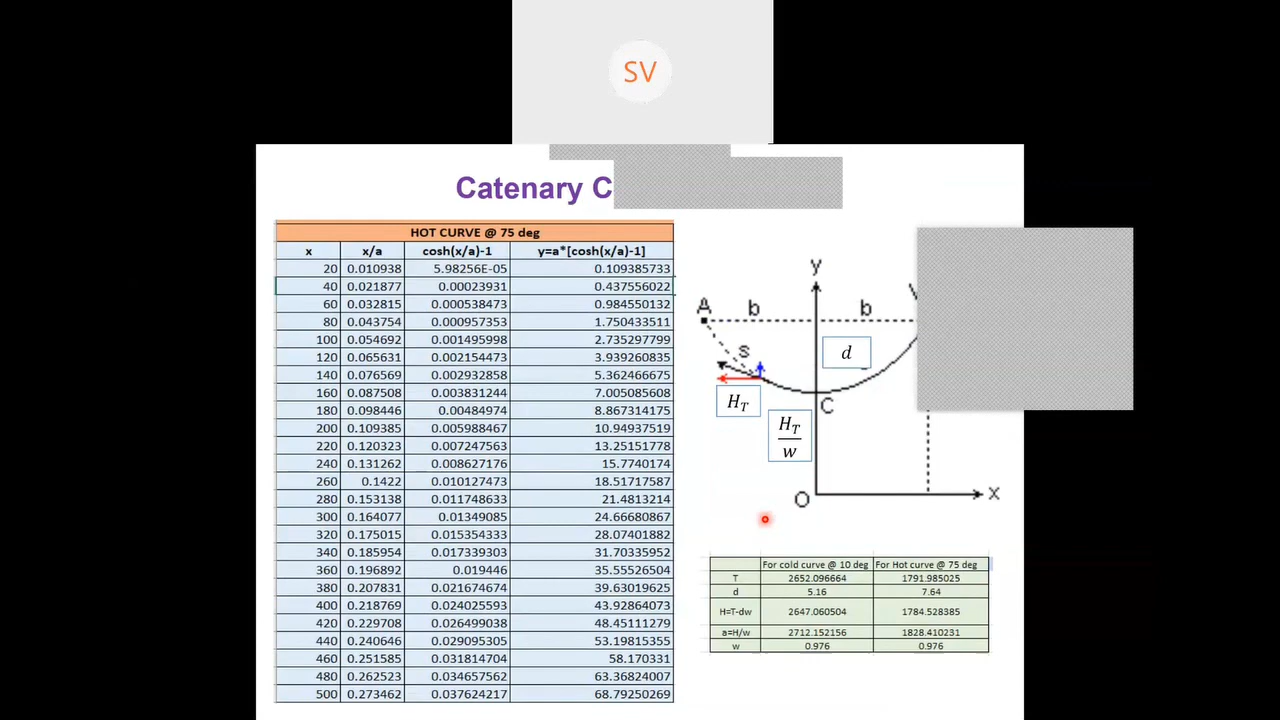 SV
Catenary C
HOT CURVE @ 75 deg
x x/a cosh(x/a)-1 y=a*[cosh(x/a)-1]
20 0.010938 5.98256E-05 0.109385733
40 0.021877 0.00023931 0.437556022
60 0.032815 0.000538473 0.984550132
80 0.043754 0.000957353 1.750433511
100 0.054692 0.001495998 2.735297799
120 0.065631 0.002154473 3.939260835
140 0.076569 0.002932858 5.362466675
160 0.087508 0.003831244 7.005085608
180 0.098446 0.00484974 8.867314175
200 0.109385 0.005988467 10.94937519
220 0.120323 0.007247563 13.25151778
240 0.131262 0.008627176 15.7740174
260 0.1422 0.010127473 18.51717587
280 0.153138 0.011748633 21.4813214
300 0.164077 0.01349085 24.66680867
320 0.175015 0.015354333 28.07401882
340 0.185954 0.017339303 31.70335952
360 0.196892 0.019446 35.55526504
380 0.207831 0.021674674 39.63019625
400 0.218769 0.024025593 43.92864073
420 0.229708 0.026499038 48.45111279
440 0.240646 0.029095305 53.19815355
460 0.251585 0.031814704 58.170331
480 0.262523 0.034657562 63.36824007
500 0.273462 0.037624217 68.79250269
y
A b b
s d
H_T C
H_T
w
O x
For cold curve @ 10 deg For Hot curve @ 75 deg
T 2652.096664 1791.985025
d 5.16 7.64
H=T-dw 2647.060504 1784.528385
a=H/w 2712.152156 1828.410231
w 0.976 0.976